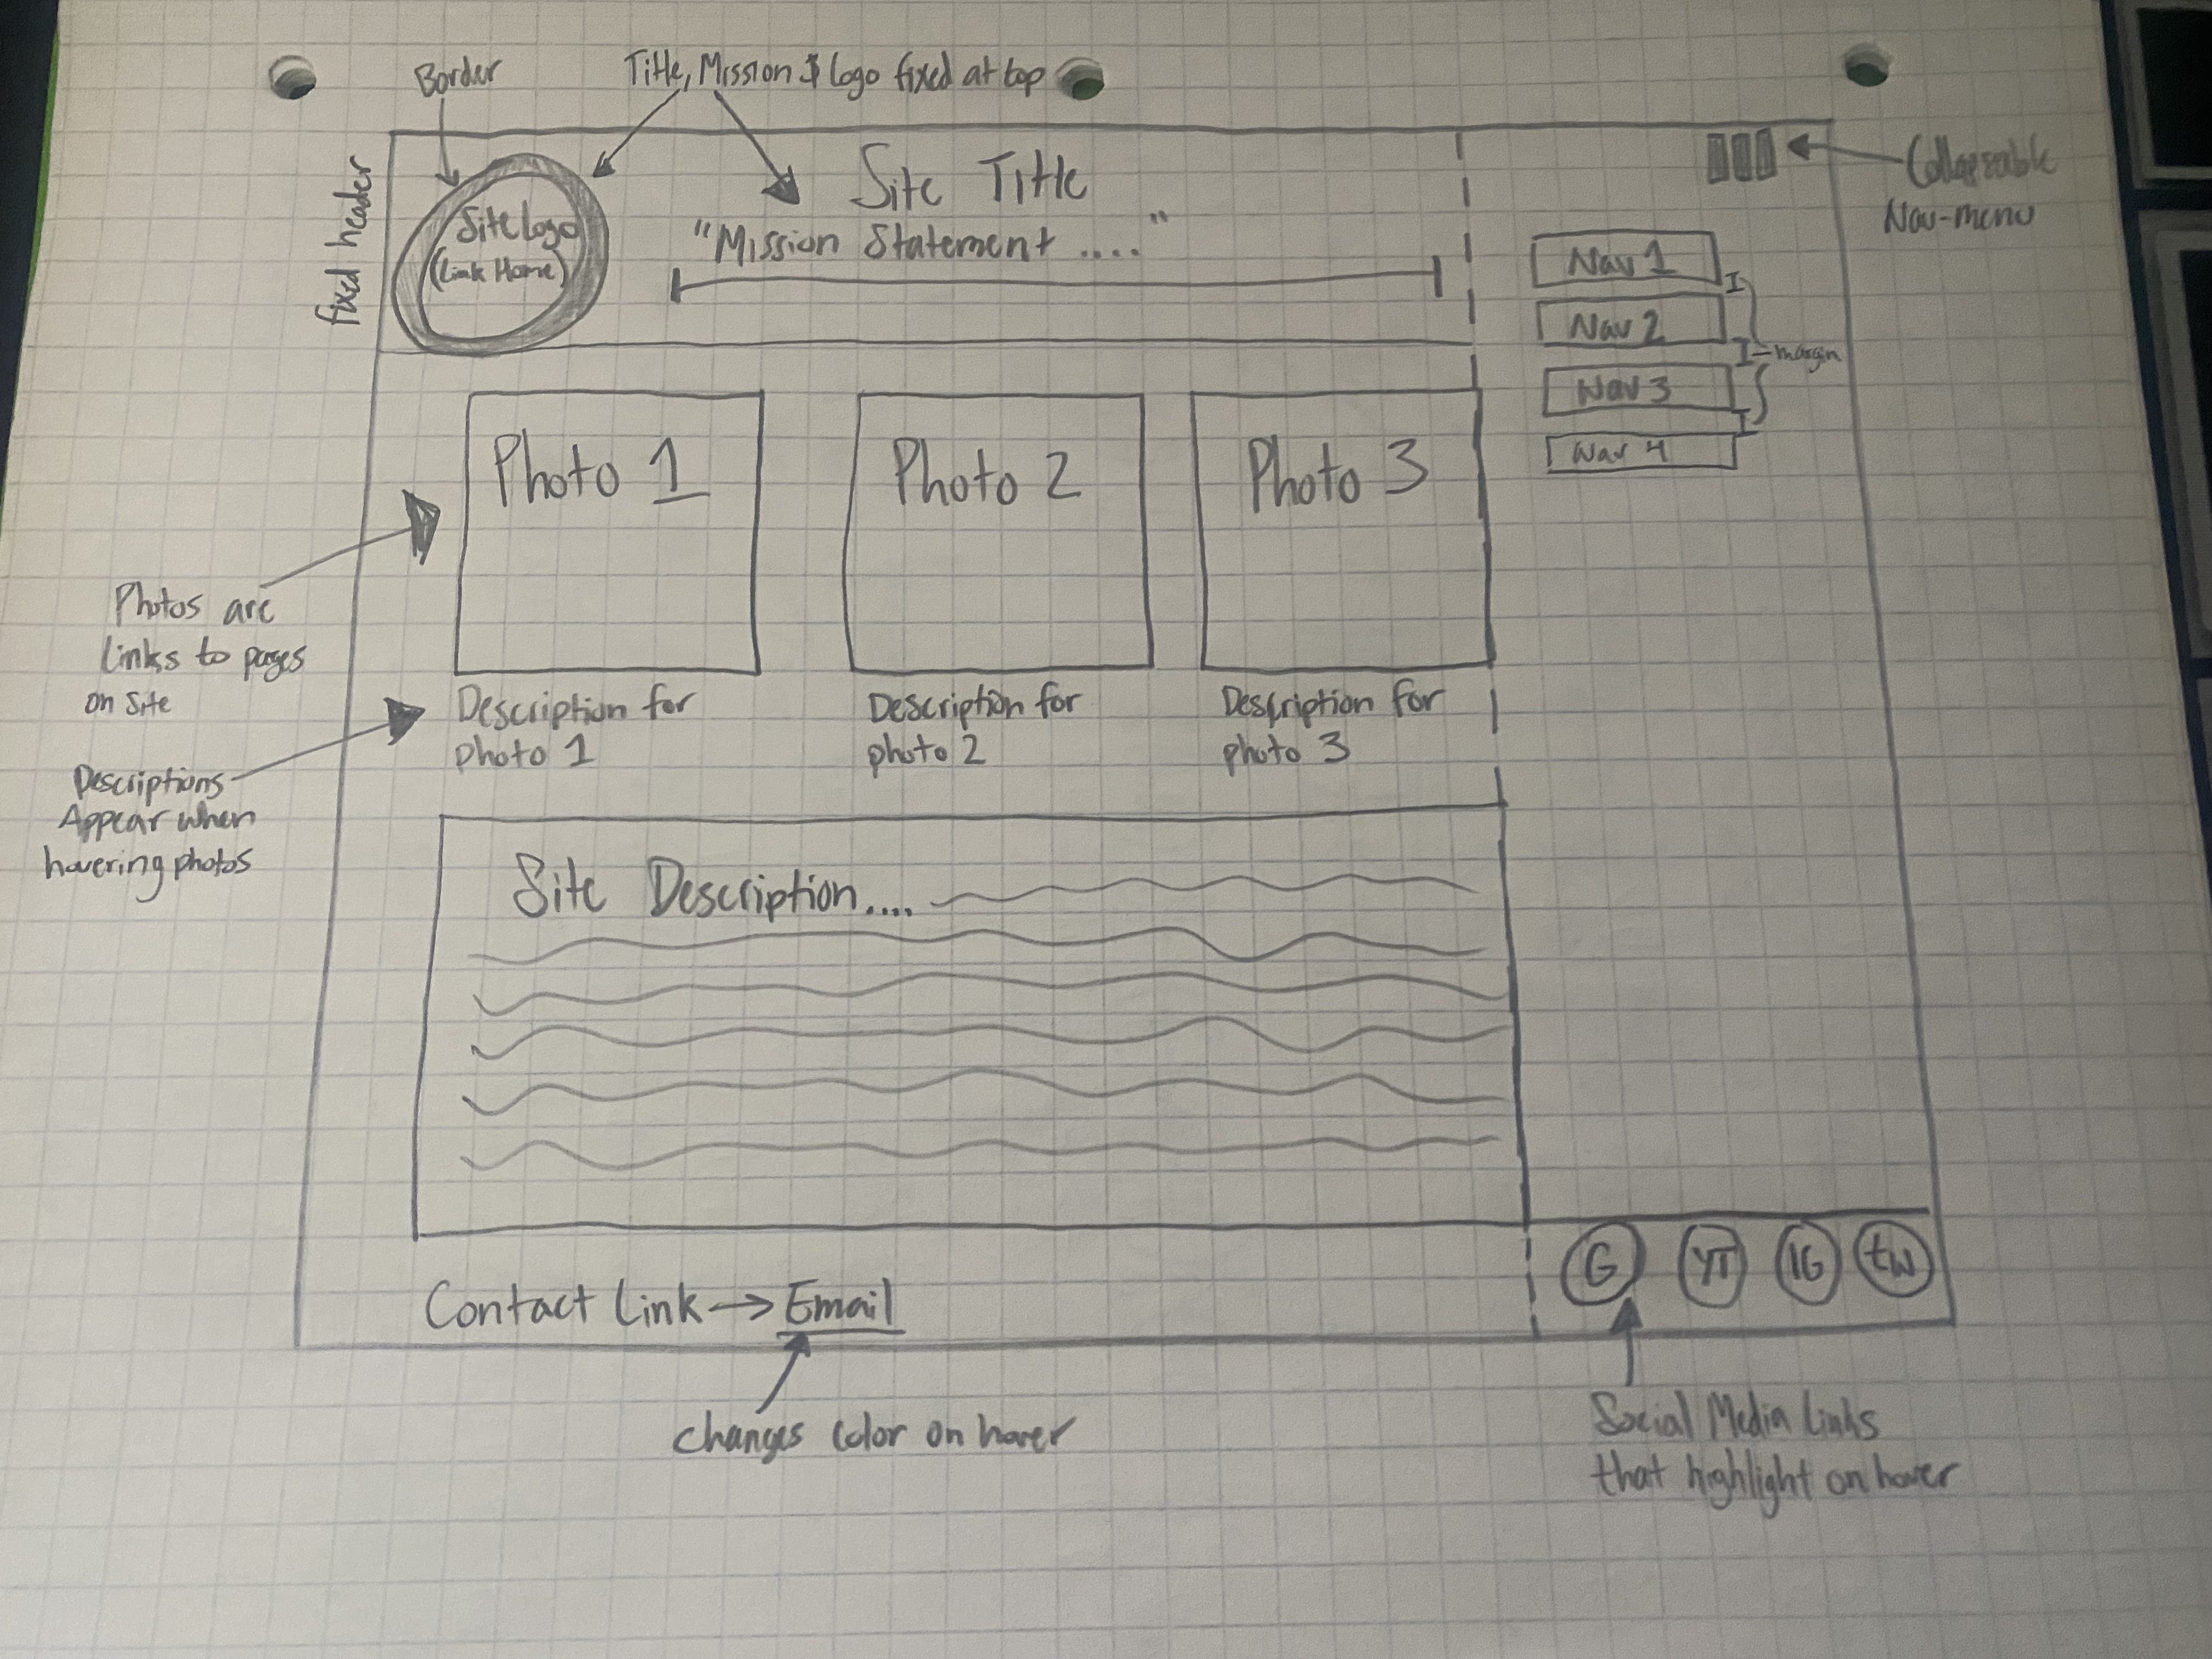 Border
Title, Mission & Logo fixed at top
fixed header
Site Logo
(Link Home)
Site Title
"Mission Statement ...."
Collapseable
Nav-menu
Nav 1
Nav 2
margin
Nav 3
Nav 4
Photo 1
Photo 2
Photo 3
Photos are
Links to pages
on site
Description for
photo 1
Description for
photo 2
Description for
photo 3
Descriptions
Appear when
hovering photos
Site Description....
Contact Link → Email
changes color on hover
G
YT
IG
tw
Social Media Links
that highlight on hover